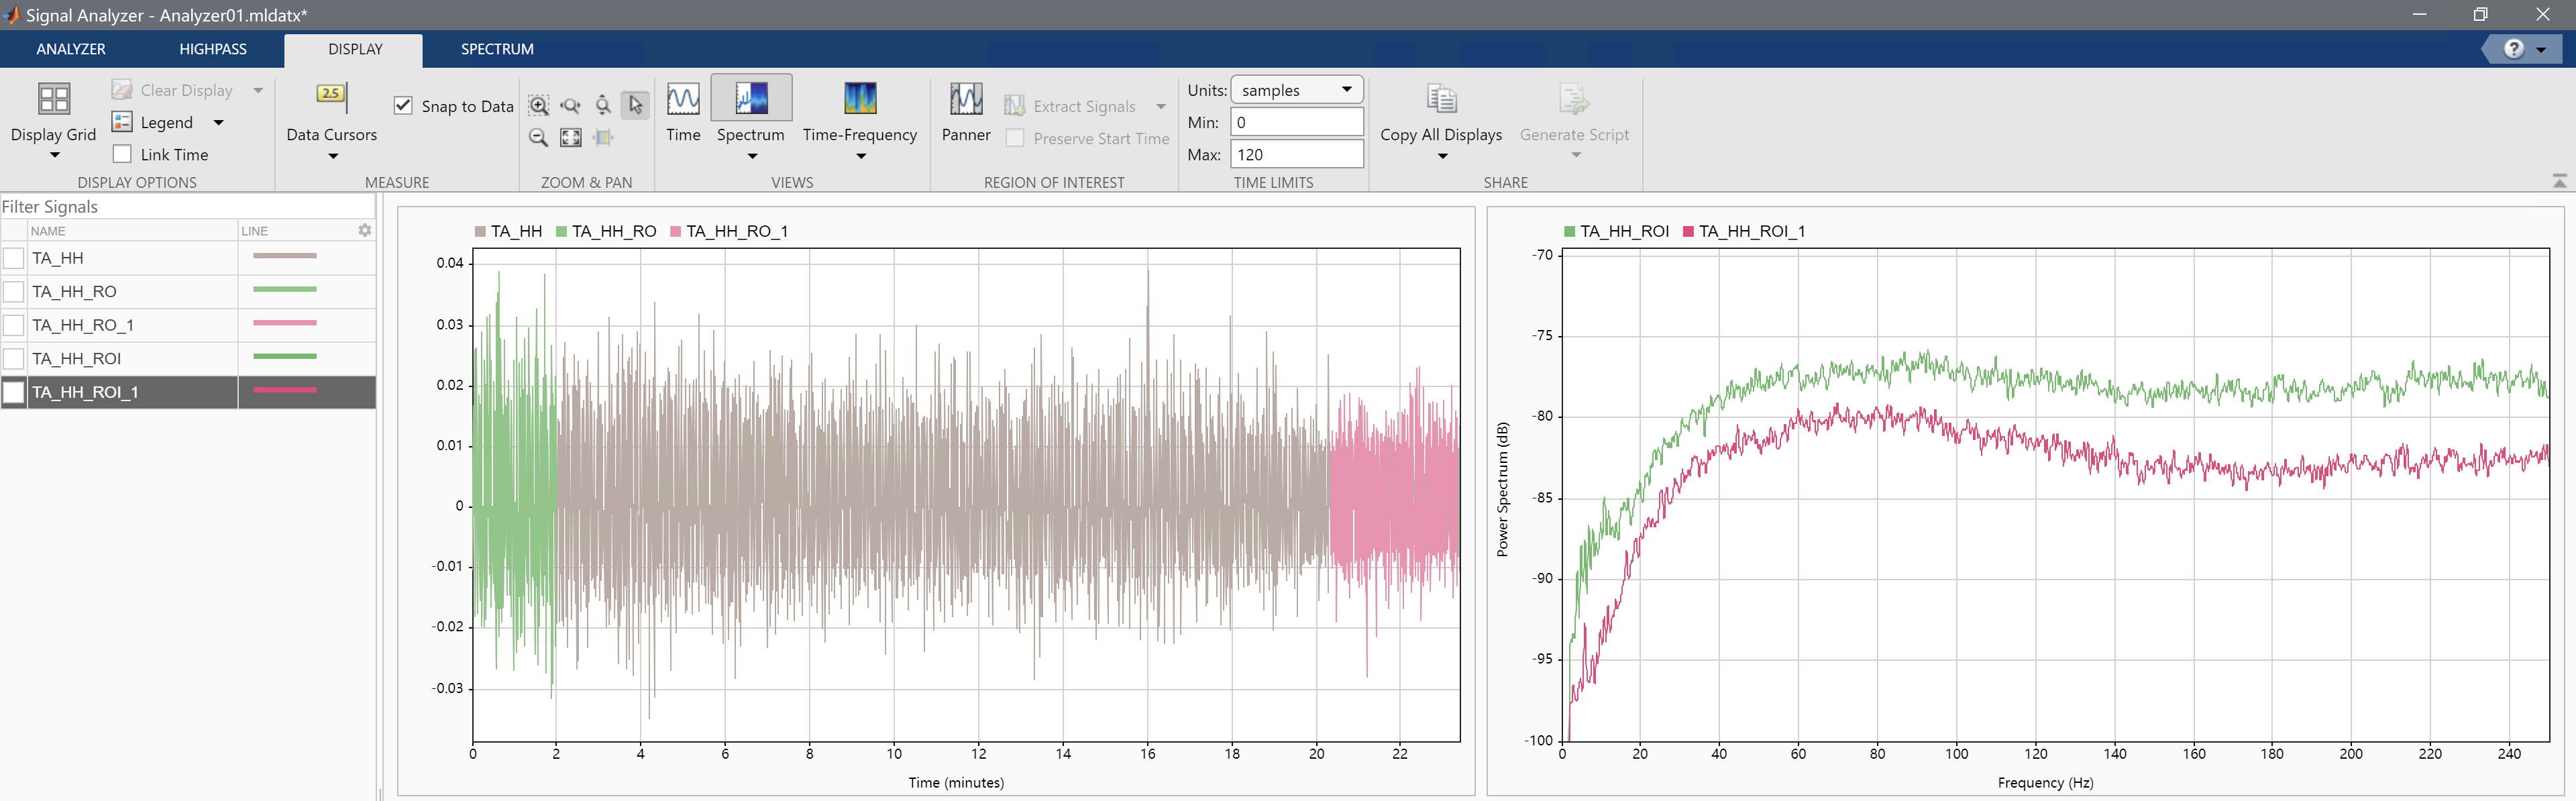 Signal Analyzer - Analyzer01.mldatx*
ANALYZER HIGHPASS DISPLAY SPECTRUM
?
Display Grid
Clear Display
Legend
Link Time
DISPLAY OPTIONS
2.5
Data Cursors
Snap to Data
MEASURE
ZOOM & PAN
Time
Spectrum
Time-Frequency
VIEWS
Panner
Extract Signals
Preserve Start Time
REGION OF INTEREST
Units: samples
Min: 0
Max: 120
TIME LIMITS
Copy All Displays
Generate Script
SHARE
Filter Signals
NAME LINE
TA_HH
TA_HH_RO
TA_HH_RO_1
TA_HH_ROI
TA_HH_ROI_1
TA_HH TA_HH_RO TA_HH_RO_1
0.04
0.03
0.02
0.01
0
-0.01
-0.02
-0.03
0 2 4 6 8 10 12 14 16 18 20 22
Time (minutes)
TA_HH_ROI TA_HH_ROI_1
Power Spectrum (dB)
-70
-75
-80
-85
-90
-95
-100
0 20 40 60 80 100 120 140 160 180 200 220 240
Frequency (Hz)